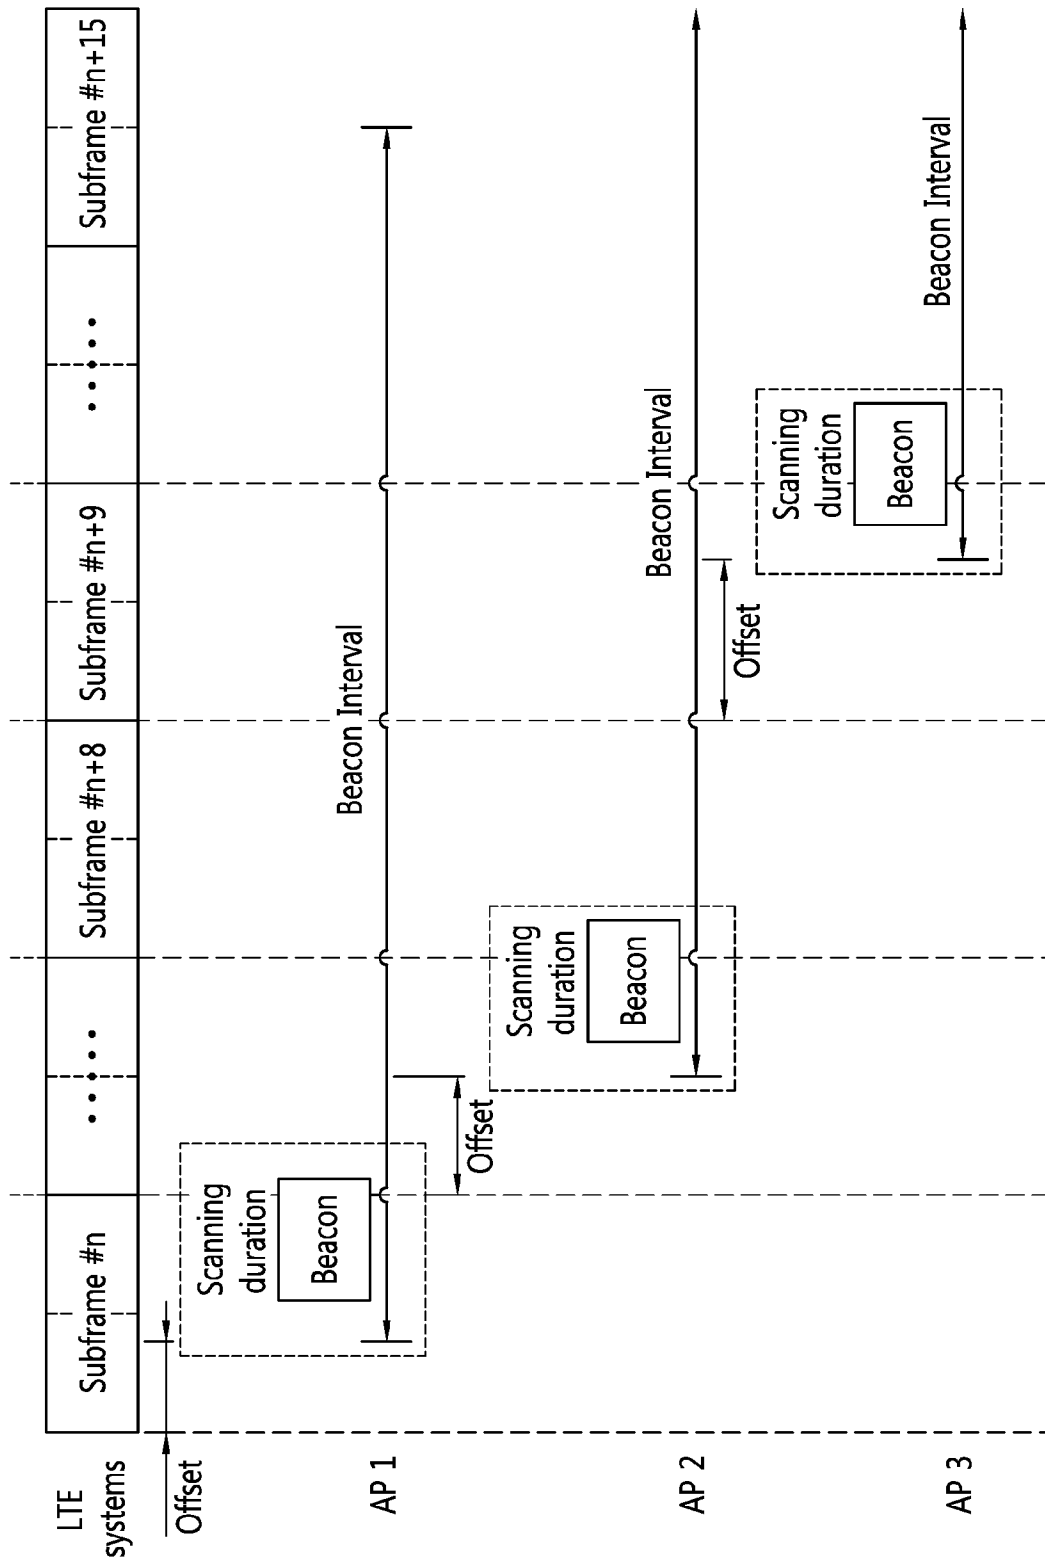 LTE
systems
Subframe #n
•••••
Subframe #n+8
Subframe #n+9
•••••
Subframe #n+15
Offset
AP 1
Scanning
duration
Beacon
Beacon Interval
Offset
AP 2
Scanning
duration
Beacon
Beacon Interval
Offset
AP 3
Scanning
duration
Beacon
Beacon Interval